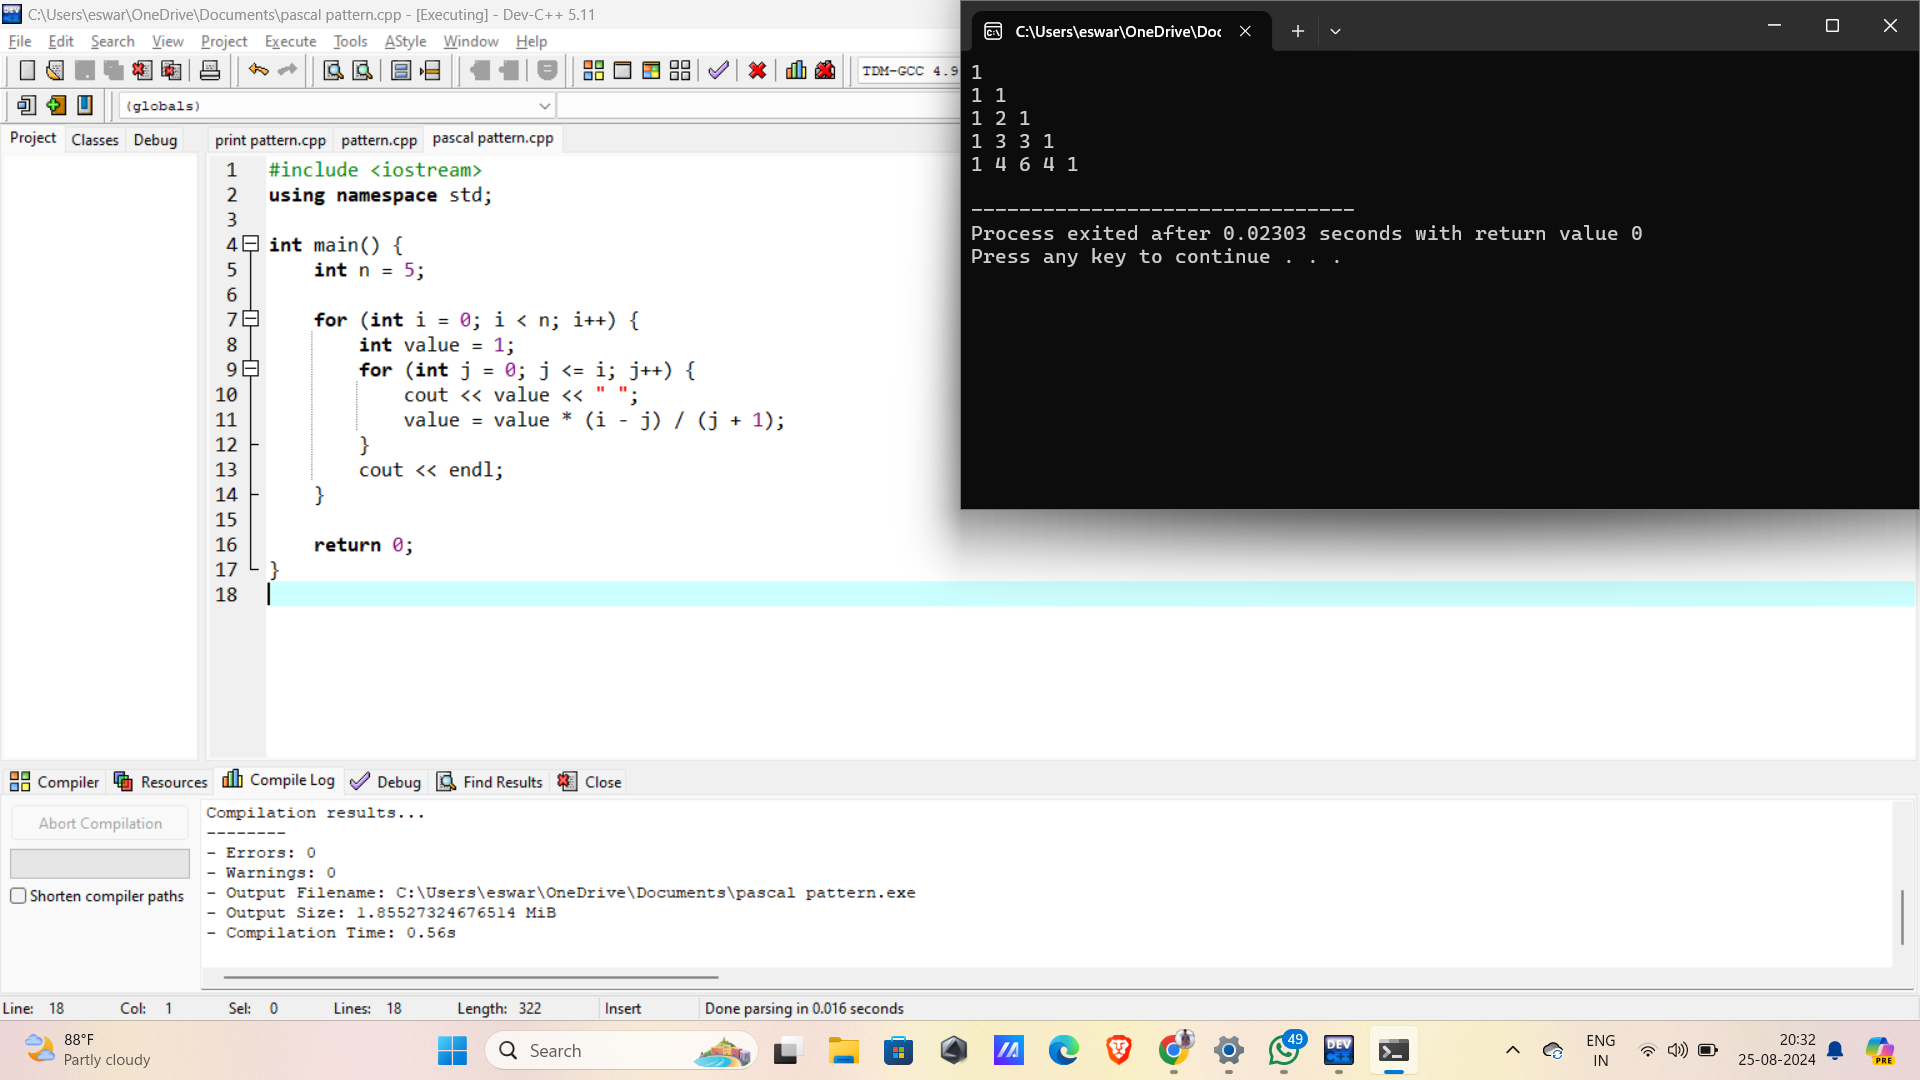 C:\Users\eswar\OneDrive\Documents\pascal pattern.cpp - [Executing] - Dev-C++ 5.11
File Edit Search View Project Execute Tools AStyle Window Help
TDM-GCC 4.9
(globals)
Project Classes Debug
print pattern.cpp pattern.cpp pascal pattern.cpp
1 #include <iostream>
2 using namespace std;
3
4 int main() {
5     int n = 5;
6
7     for (int i = 0; i < n; i++) {
8         int value = 1;
9         for (int j = 0; j <= i; j++) {
10             cout << value << " ";
11             value = value * (i - j) / (j + 1);
12         }
13         cout << endl;
14     }
15
16     return 0;
17 }
18
C:\Users\eswar\OneDrive\Doc
1
1 1
1 2 1
1 3 3 1
1 4 6 4 1
--------------------------------
Process exited after 0.02303 seconds with return value 0
Press any key to continue . . .
Compiler Resources Compile Log Debug Find Results Close
Abort Compilation
Shorten compiler paths
Compilation results...
--------
- Errors: 0
- Warnings: 0
- Output Filename: C:\Users\eswar\OneDrive\Documents\pascal pattern.exe
- Output Size: 1.85527324676514 MiB
- Compilation Time: 0.56s
Line: 18 Col: 1 Sel: 0 Lines: 18 Length: 322 Insert Done parsing in 0.016 seconds
88°F
Partly cloudy
Search
49
DEV
C++
ENG
IN
20:32
25-08-2024
PRE